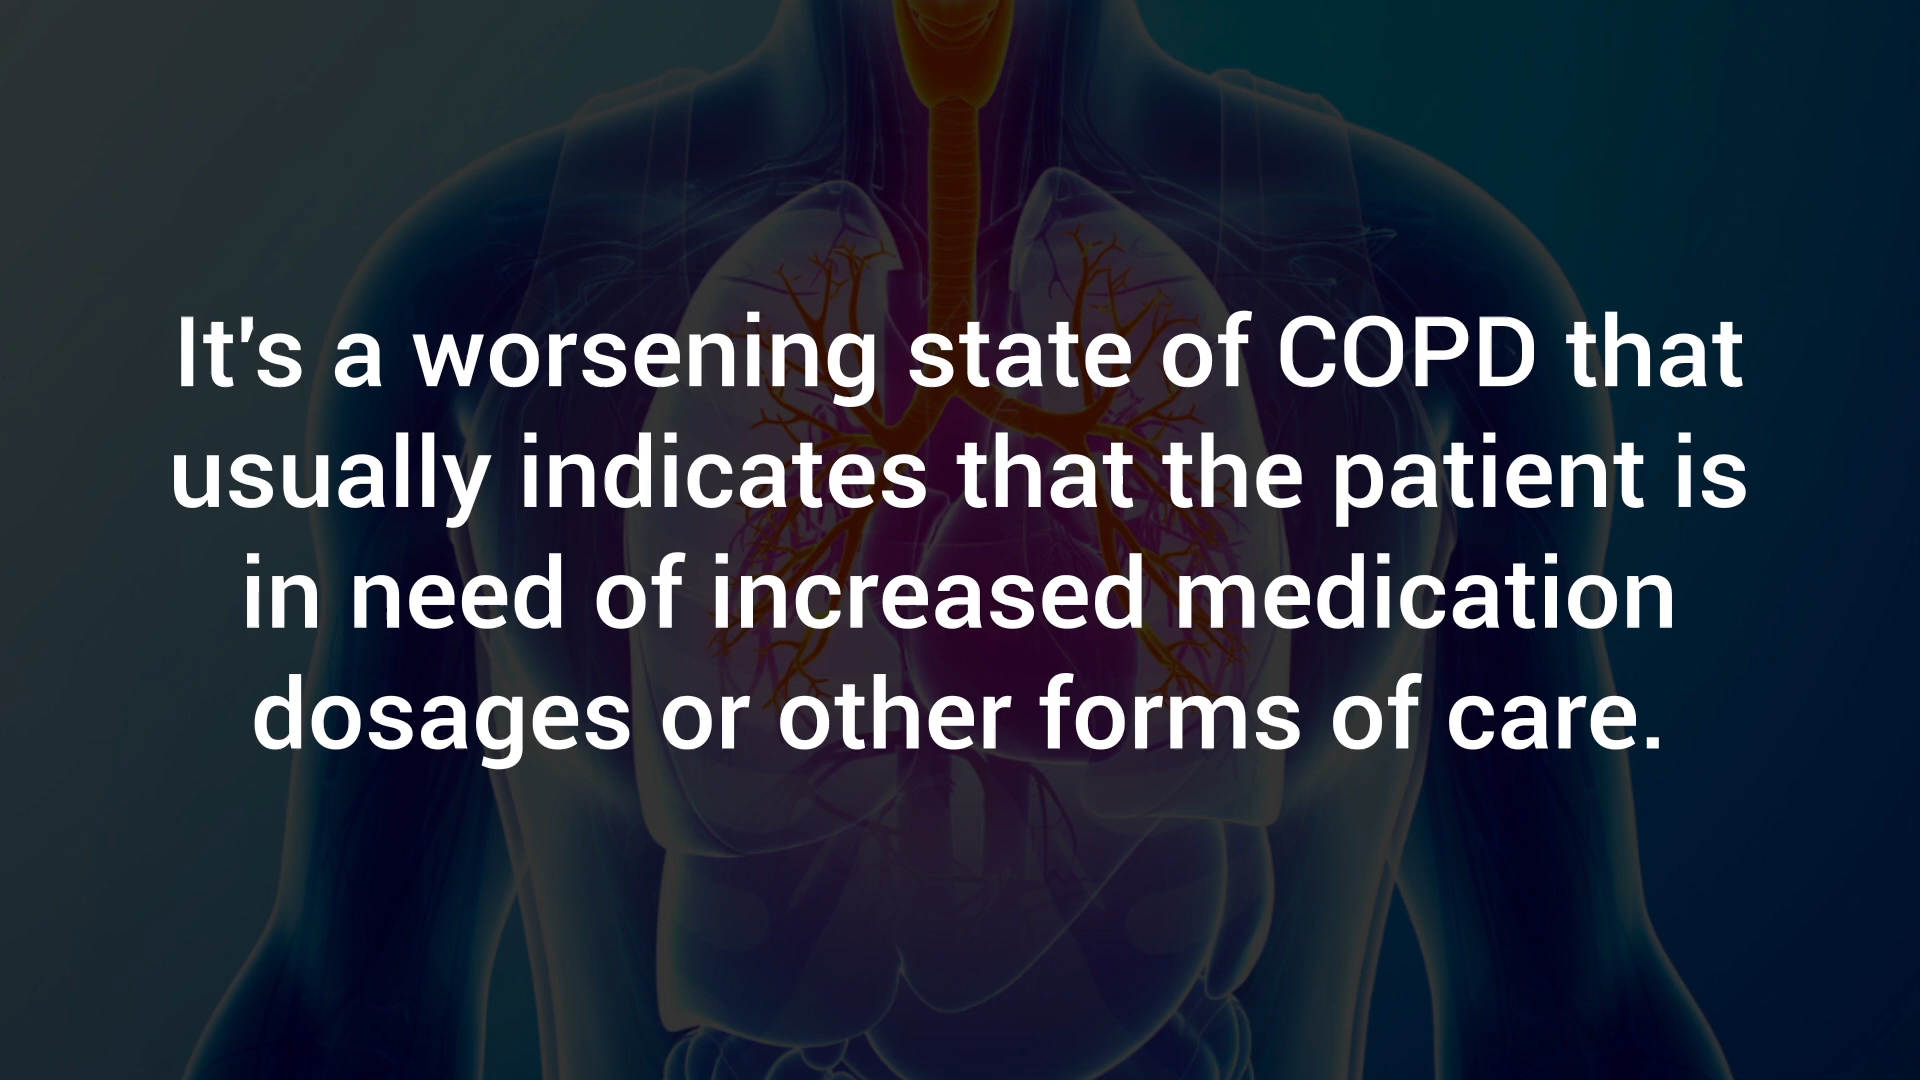 It's a worsening state of COPD that
usually indicates that the patient is
in need of increased medication
dosages or other forms of care.